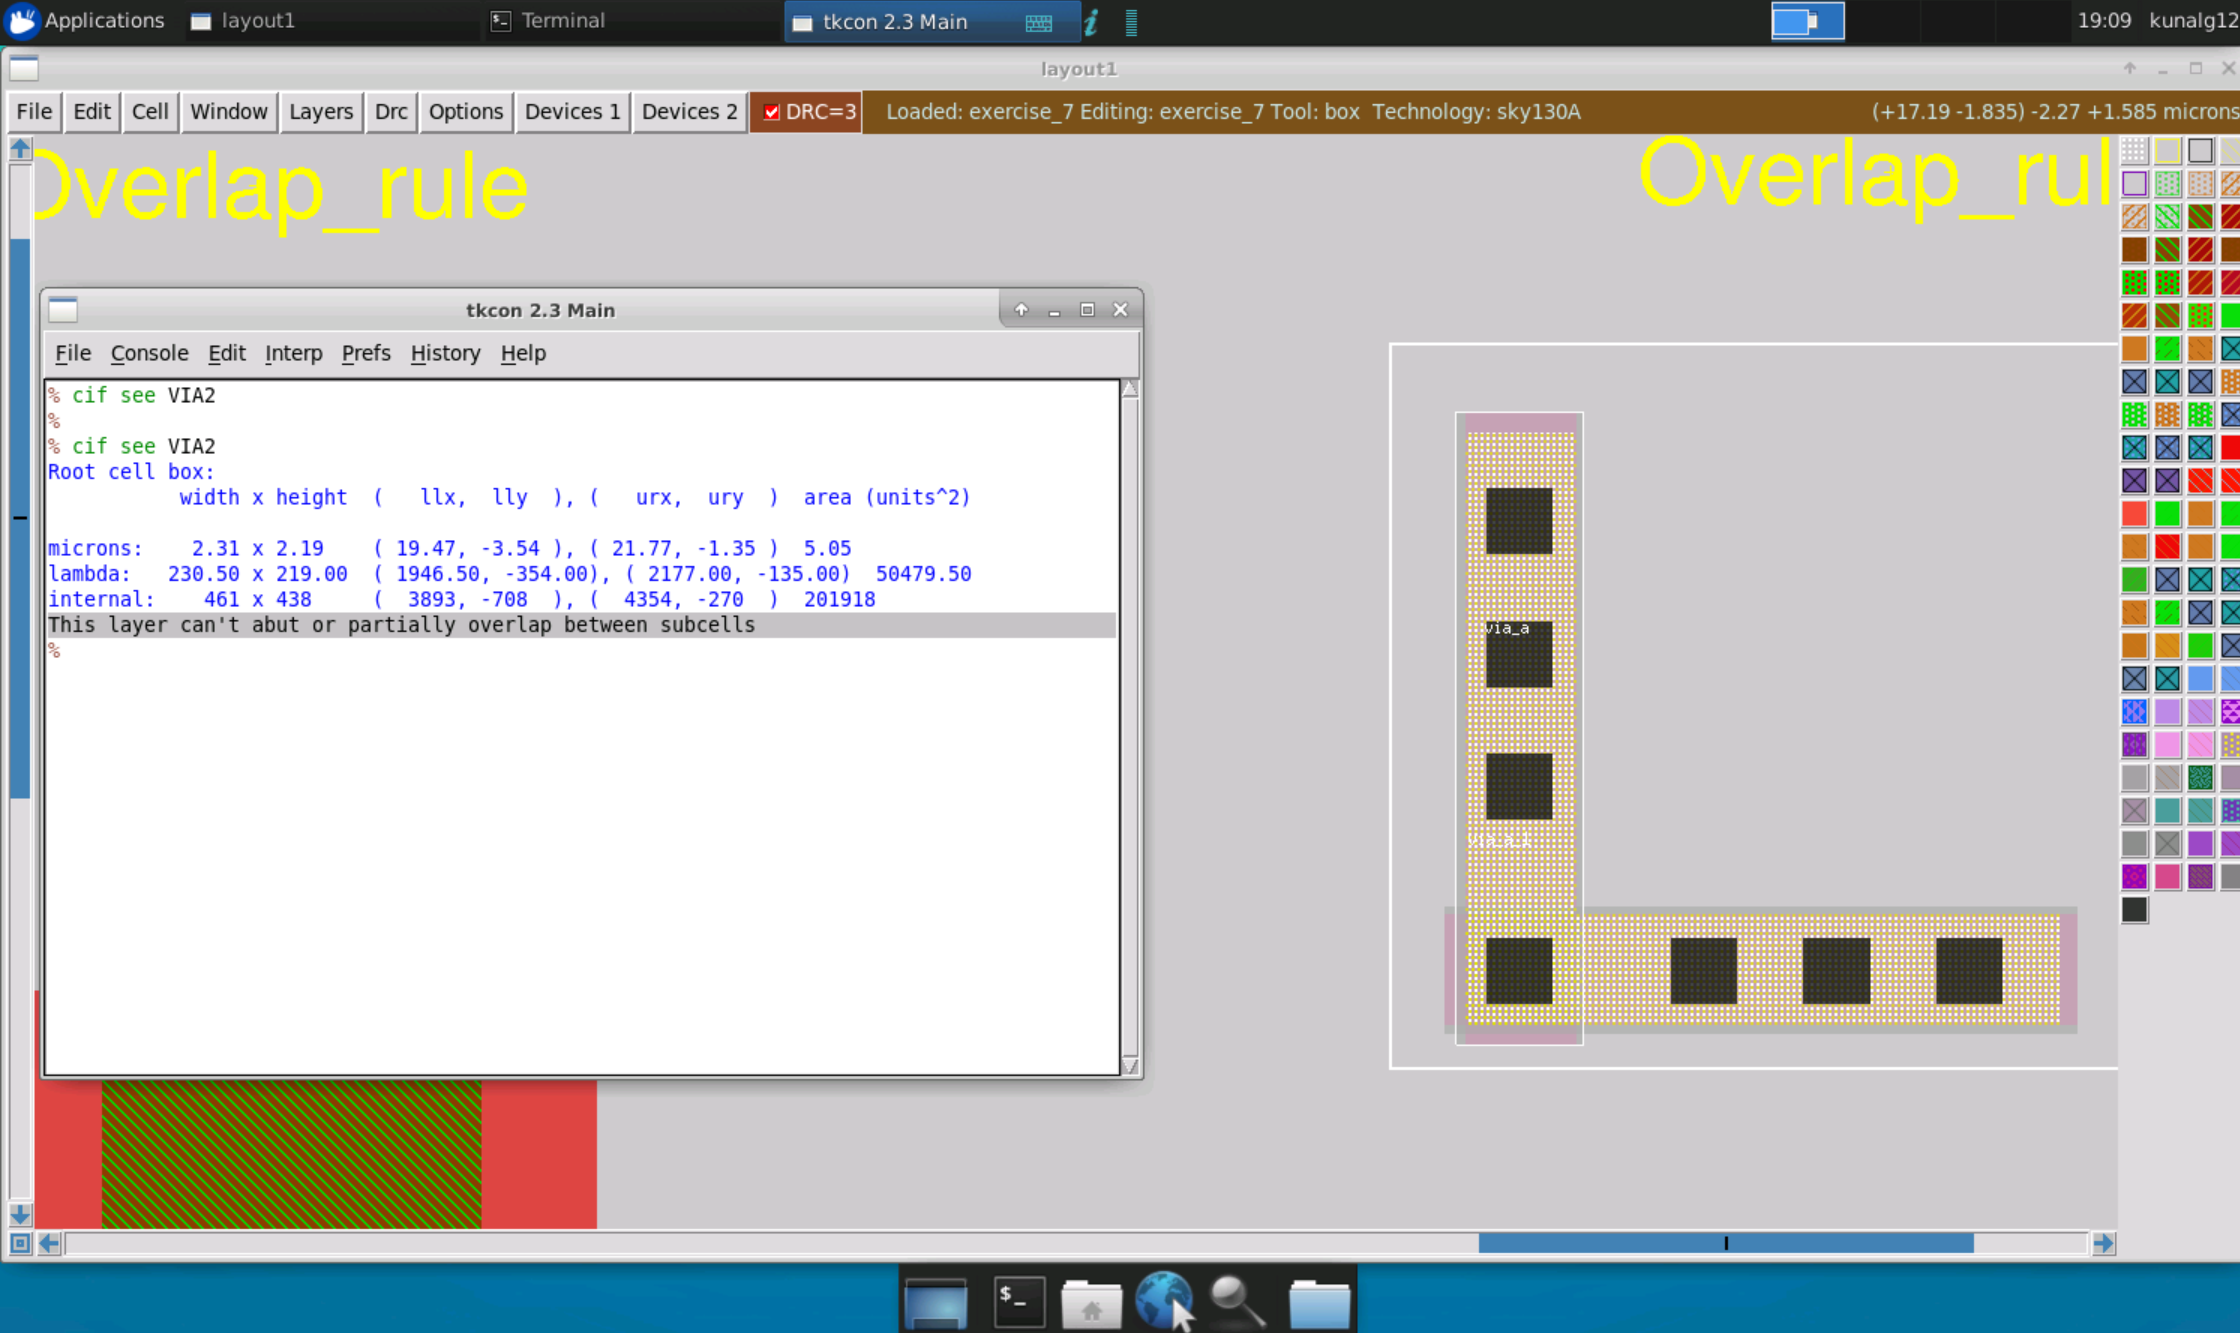 Applications
layout1
Terminal
tkcon 2.3 Main
19:09
kunalg12
layout1
File Edit Cell Window Layers Drc Options Devices 1 Devices 2 DRC=3
Loaded: exercise_7 Editing: exercise_7 Tool: box Technology: sky130A
(+17.19 -1.835) -2.27 +1.585 microns
Overlap_rule
Overlap_rul
tkcon 2.3 Main
File Console Edit Interp Prefs History Help
% cif see VIA2
%
% cif see VIA2
Root cell box:
width x height ( llx, lly ), ( urx, ury ) area (units^2)
microns: 2.31 x 2.19 ( 19.47, -3.54 ), ( 21.77, -1.35 ) 5.05
lambda: 230.50 x 219.00 ( 1946.50, -354.00), ( 2177.00, -135.00) 50479.50
internal: 461 x 438 ( 3893, -708 ), ( 4354, -270 ) 201918
This layer can't abut or partially overlap between subcells
%
via_a
$_